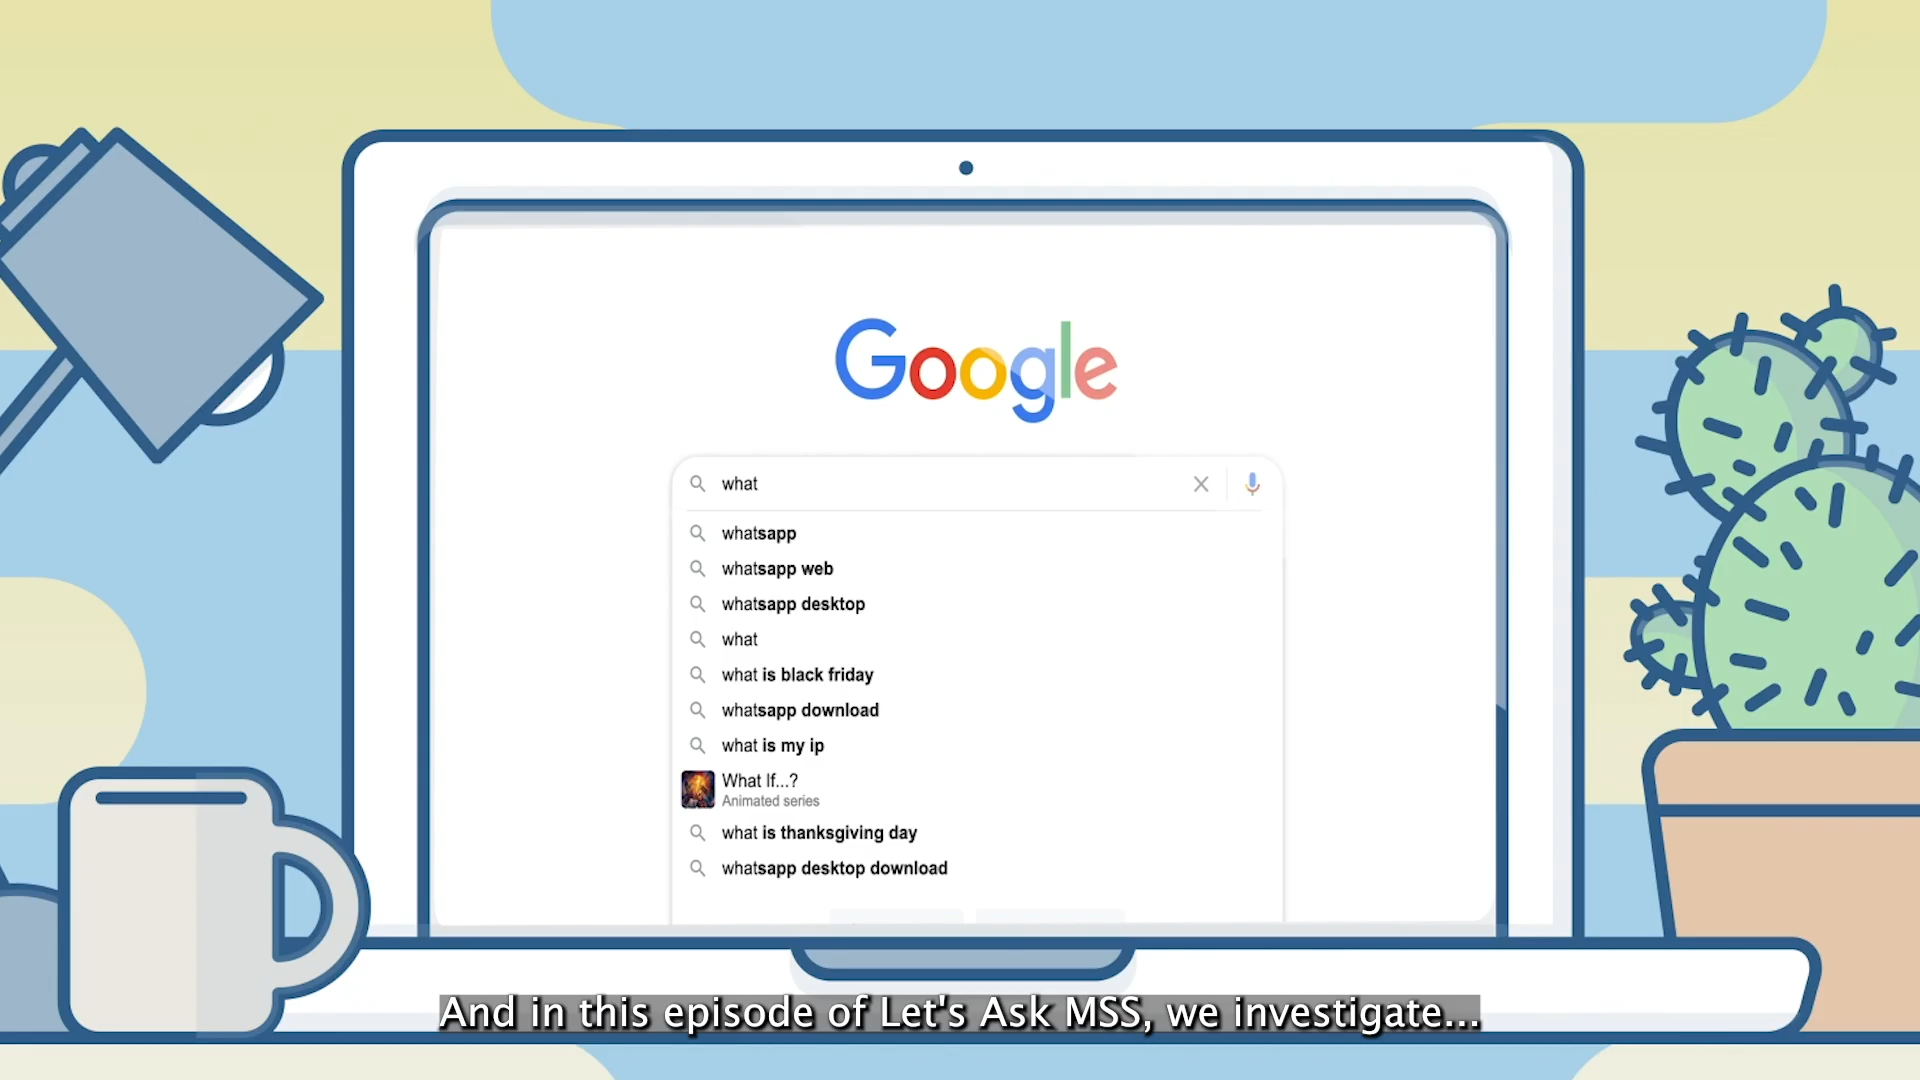 Google
what
whatsapp
whatsapp web
whatsapp desktop
what
what is black friday
whatsapp download
what is my ip
What If...?
Animated series
what is thanksgiving day
whatsapp desktop download
And in this episode of Let's Ask MSS, we investigate...